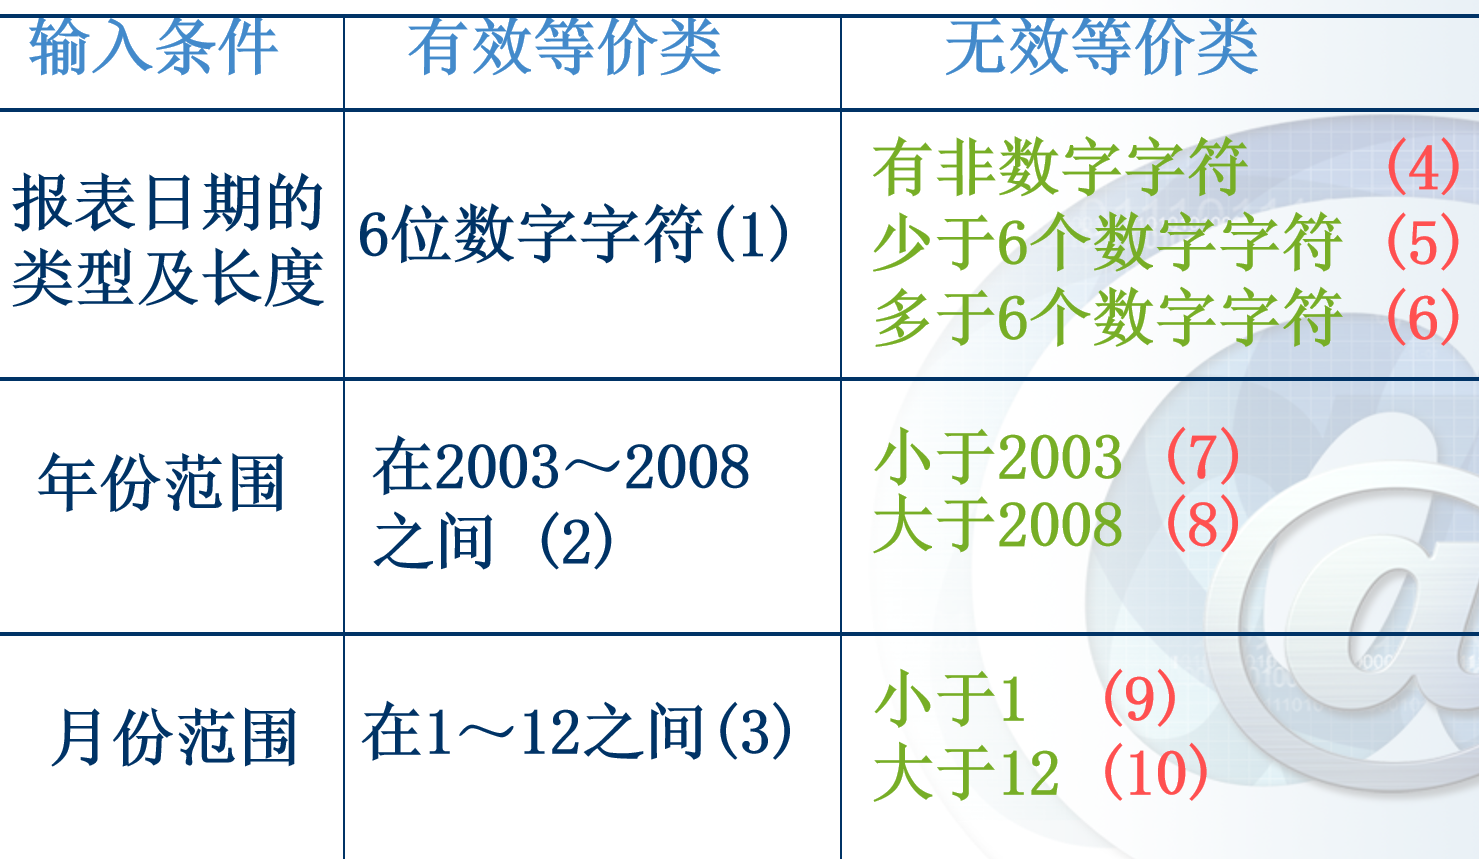 输入条件 有效等价类 无效等价类
报表日期的
类型及长度
6位数字字符(1)
有非数字字符 (4)
少于6个数字字符 (5)
多于6个数字字符 (6)
年份范围
在2003～2008
之间 (2)
小于2003 (7)
大于2008 (8)
月份范围
在1～12之间(3)
小于1 (9)
大于12 (10)